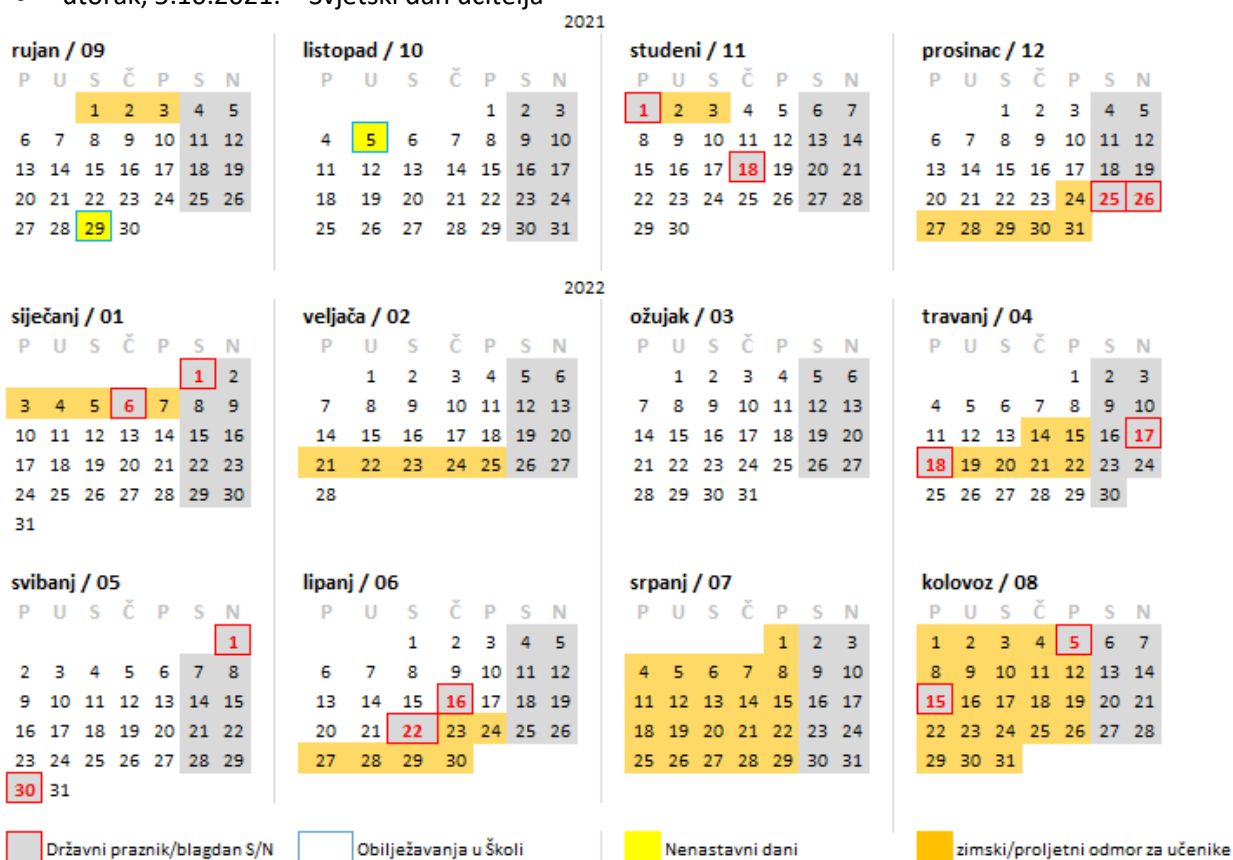 utorak, 5.10.2021. – Svjetski dan učitelja
2021
rujan / 09 listopad / 10 studeni / 11 prosinac / 12
P U S Č P S N P U S Č P S N P U S Č P S N P U S Č P S N
1 2 3 4 5 1 2 3 1 2 3 4 5 6 7 1 2 3 4 5
6 7 8 9 10 11 12 4 5 6 7 8 9 10 8 9 10 11 12 13 14 6 7 8 9 10 11 12
13 14 15 16 17 18 19 11 12 13 14 15 16 17 15 16 17 18 19 20 21 13 14 15 16 17 18 19
20 21 22 23 24 25 26 18 19 20 21 22 23 24 22 23 24 25 26 27 28 20 21 22 23 24 25 26
27 28 29 30 25 26 27 28 29 30 31 29 30 27 28 29 30 31
2022
siječanj / 01 veljača / 02 ožujak / 03 travanj / 04
P U S Č P S N P U S Č P S N P U S Č P S N P U S Č P S N
1 2 1 2 3 4 5 6 1 2 3 4 5 6 1 2 3
3 4 5 6 7 8 9 7 8 9 10 11 12 13 7 8 9 10 11 12 13 4 5 6 7 8 9 10
10 11 12 13 14 15 16 14 15 16 17 18 19 20 14 15 16 17 18 19 20 11 12 13 14 15 16 17
17 18 19 20 21 22 23 21 22 23 24 25 26 27 21 22 23 24 25 26 27 18 19 20 21 22 23 24
24 25 26 27 28 29 30 28 28 29 30 31 25 26 27 28 29 30
31
svibanj / 05 lipanj / 06 srpanj / 07 kolovoz / 08
P U S Č P S N P U S Č P S N P U S Č P S N P U S Č P S N
1 1 2 3 4 5 1 2 3 1 2 3 4 5 6 7
2 3 4 5 6 7 8 6 7 8 9 10 11 12 4 5 6 7 8 9 10 8 9 10 11 12 13 14
9 10 11 12 13 14 15 13 14 15 16 17 18 19 11 12 13 14 15 16 17 15 16 17 18 19 20 21
16 17 18 19 20 21 22 20 21 22 23 24 25 26 18 19 20 21 22 23 24 22 23 24 25 26 27 28
23 24 25 26 27 28 29 27 28 29 30 25 26 27 28 29 30 31 29 30 31
30 31
Državni praznik/blagdan S/N Obilježavanja u Školi Nenastavni dani zimski/proljetni odmor za učenike